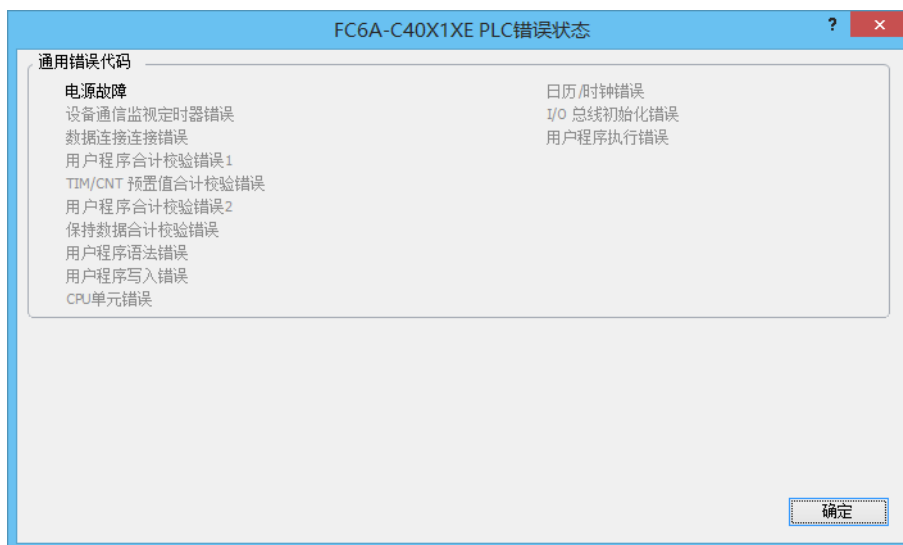 FC6A-C40X1XE PLC错误状态
? ×
通用错误代码
电源故障
设备通信监视定时器错误
数据连接连接错误
用户程序合计校验错误1
TIM/CNT 预置值合计校验错误
用户程序合计校验错误2
保持数据合计校验错误
用户程序语法错误
用户程序写入错误
CPU单元错误
日历/时钟错误
I/O 总线初始化错误
用户程序执行错误
确定